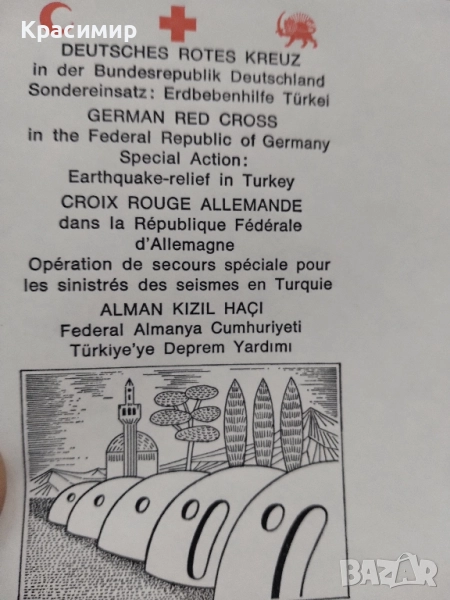 Красимир
DEUTSCHES ROTES KREUZ
in der Bundesrepublik Deutschland
Sondereinsatz: Erdbebenhilfe Türkei
GERMAN RED CROSS
in the Federal Republic of Germany
Special Action:
Earthquake-relief in Turkey
CROIX ROUGE ALLEMANDE
dans la République Fédérale
d'Allemagne
Opération de secours spéciale pour
les sinistrés des seismes en Turquie
ALMAN KIZIL HAÇI
Federal Almanya Cumhuriyeti
Türkiye'ye Deprem Yardımı
BAZAR.bg